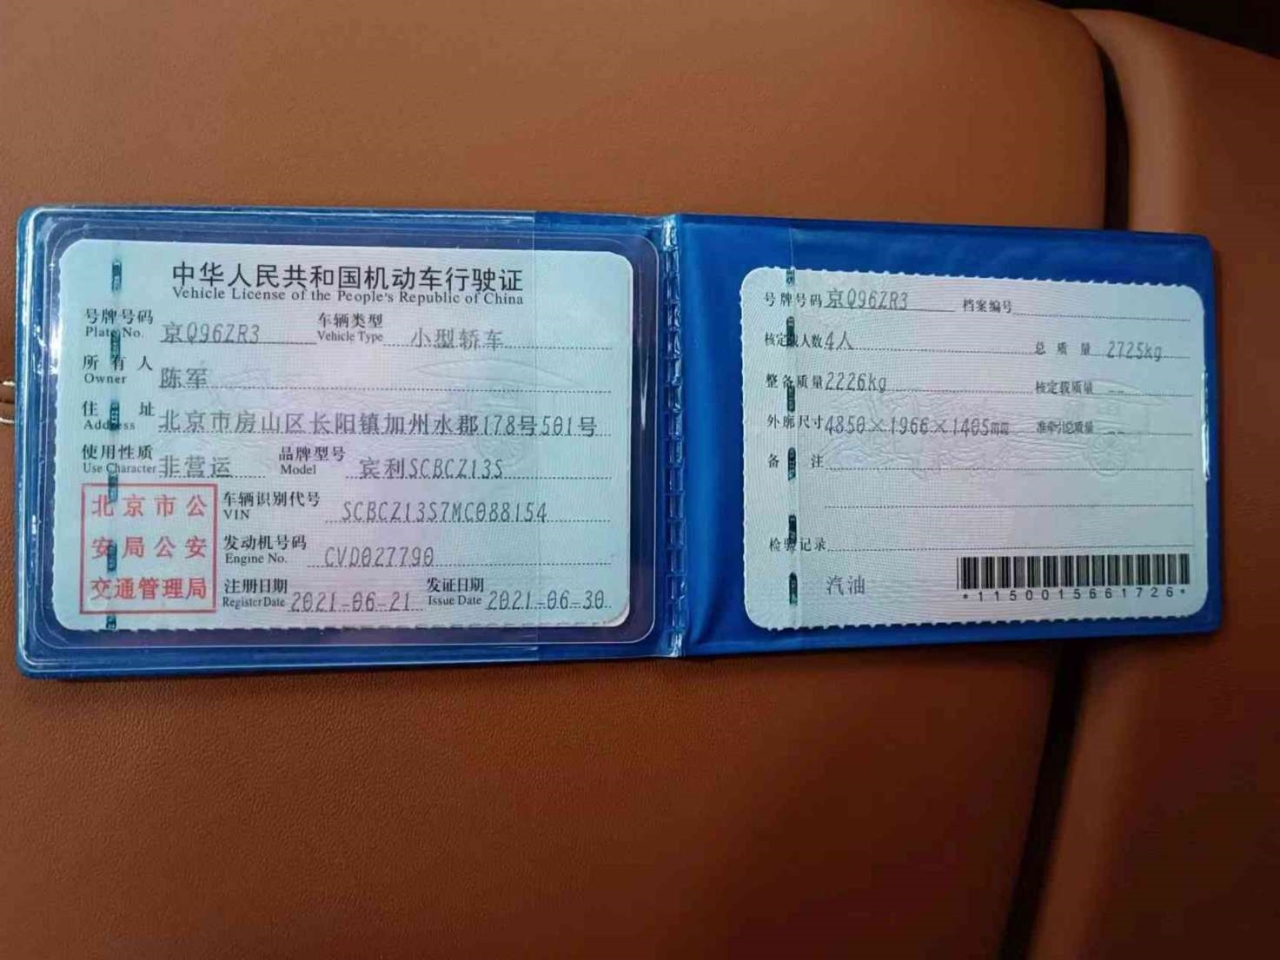 中华人民共和国机动车行驶证
Vehicle License of the People's Republic of China
号牌号码 京Q96ZR3 车辆类型 小型轿车
Plate No. Vehicle Type
所有人 陈军
Owner
住址 北京市房山区长阳镇加州水郡178号501号
Address
使用性质 非营运 品牌型号 宾利SCBCZ13S
Use Character Model
北京市公
安局公安
交通管理局
车辆识别代号 SCBCZ13S7MC088154
VIN
发动机号码 CVD027790
Engine No.
注册日期 2021-06-21 发证日期 2021-06-30
Register Date Issue Date
号牌号码 京Q96ZR3 档案编号
核定载人数 4人 总质量 2725kg
整备质量 2226kg 核定载质量 --
外廓尺寸 4850×1966×1405mm 准牵引总质量 --
备注
检验记录
汽油
*1150015661726*